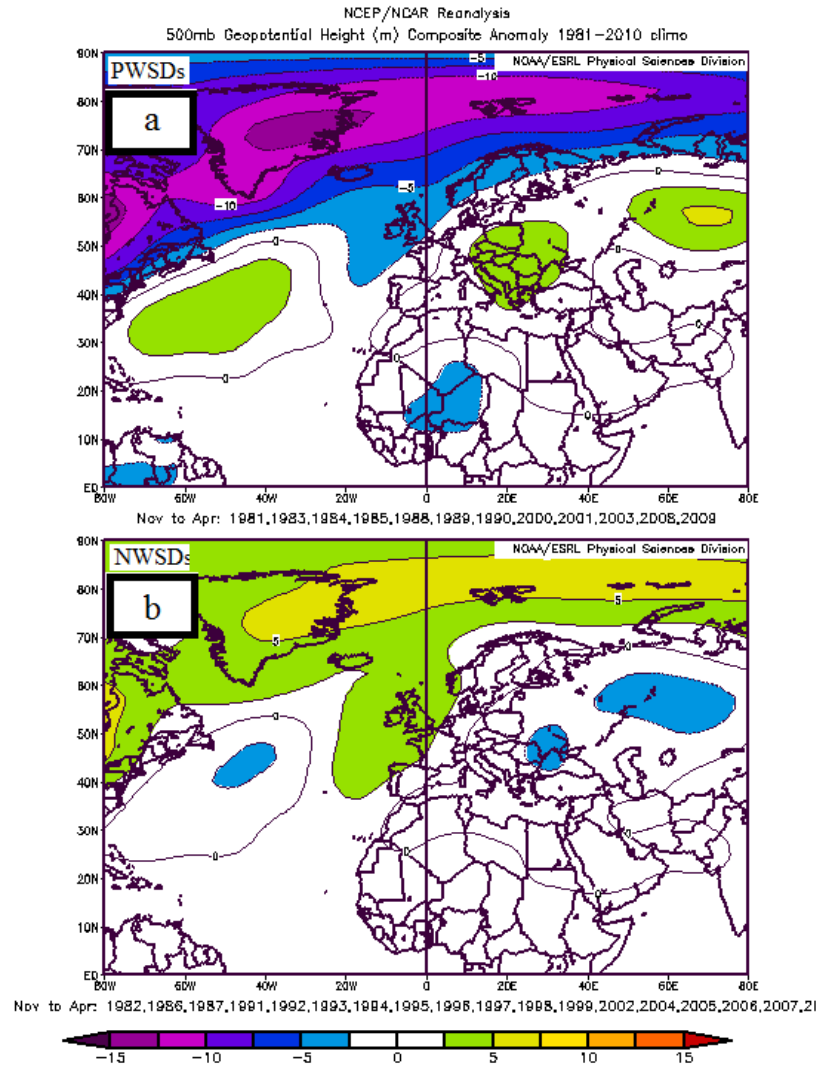 NCEP/NCAR Reanalysis
500mb Geopotential Height (m) Composite Anomaly 1981-2010 climo
90N
80N
70N
60N
50N
40N
30N
20N
10N
EQ
PWSDs
a
NOAA/ESRL Physical Sciences Division
-5
-10
0
-10
-5
0
0
0
0
0
0
80W 60W 40W 20W 0 20E 40E 60E 80E
Nov to Apr: 1981,1983,1984,1985,1988,1989,1990,2000,2001,2003,2008,2009
90N
80N
70N
60N
50N
40N
30N
20N
10N
EQ
NWSDs
b
NOAA/ESRL Physical Sciences Division
5
5
0
0
0
0
0
0
80W 60W 40W 20W 0 20E 40E 60E 80E
Nov to Apr: 1982,1986,1987,1991,1992,1993,1994,1995,1996,1997,1998,1999,2002,2004,2005,2006,2007,2
-15 -10 -5 0 5 10 15